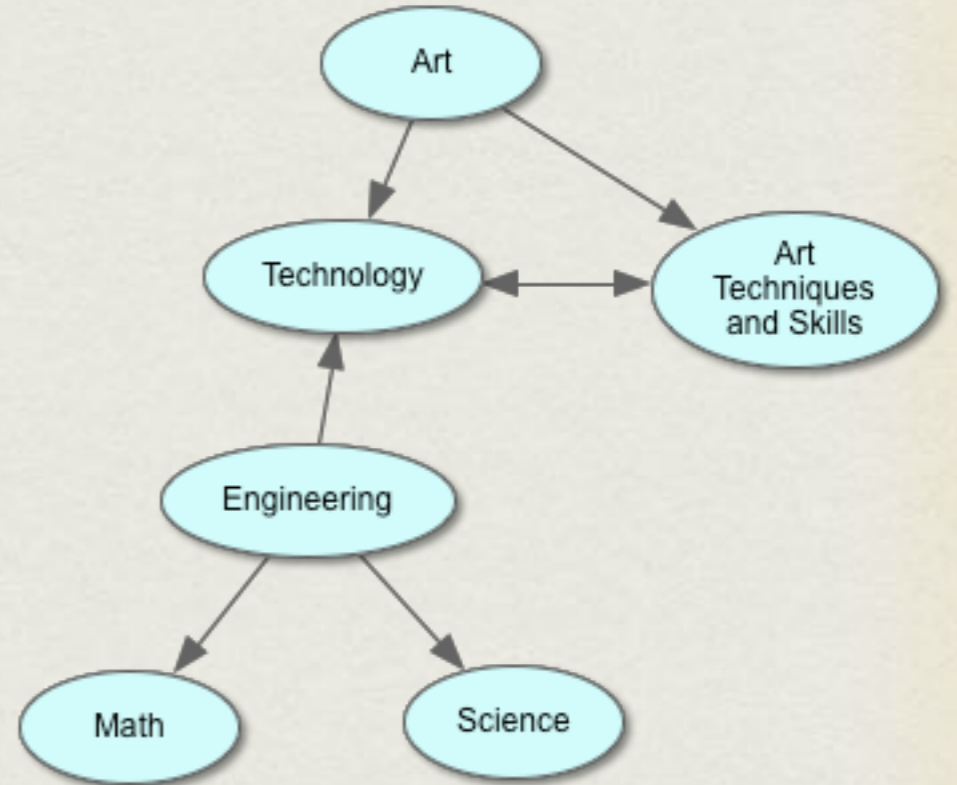 Art
Technology
Art
Techniques
and Skills
Engineering
Math
Science